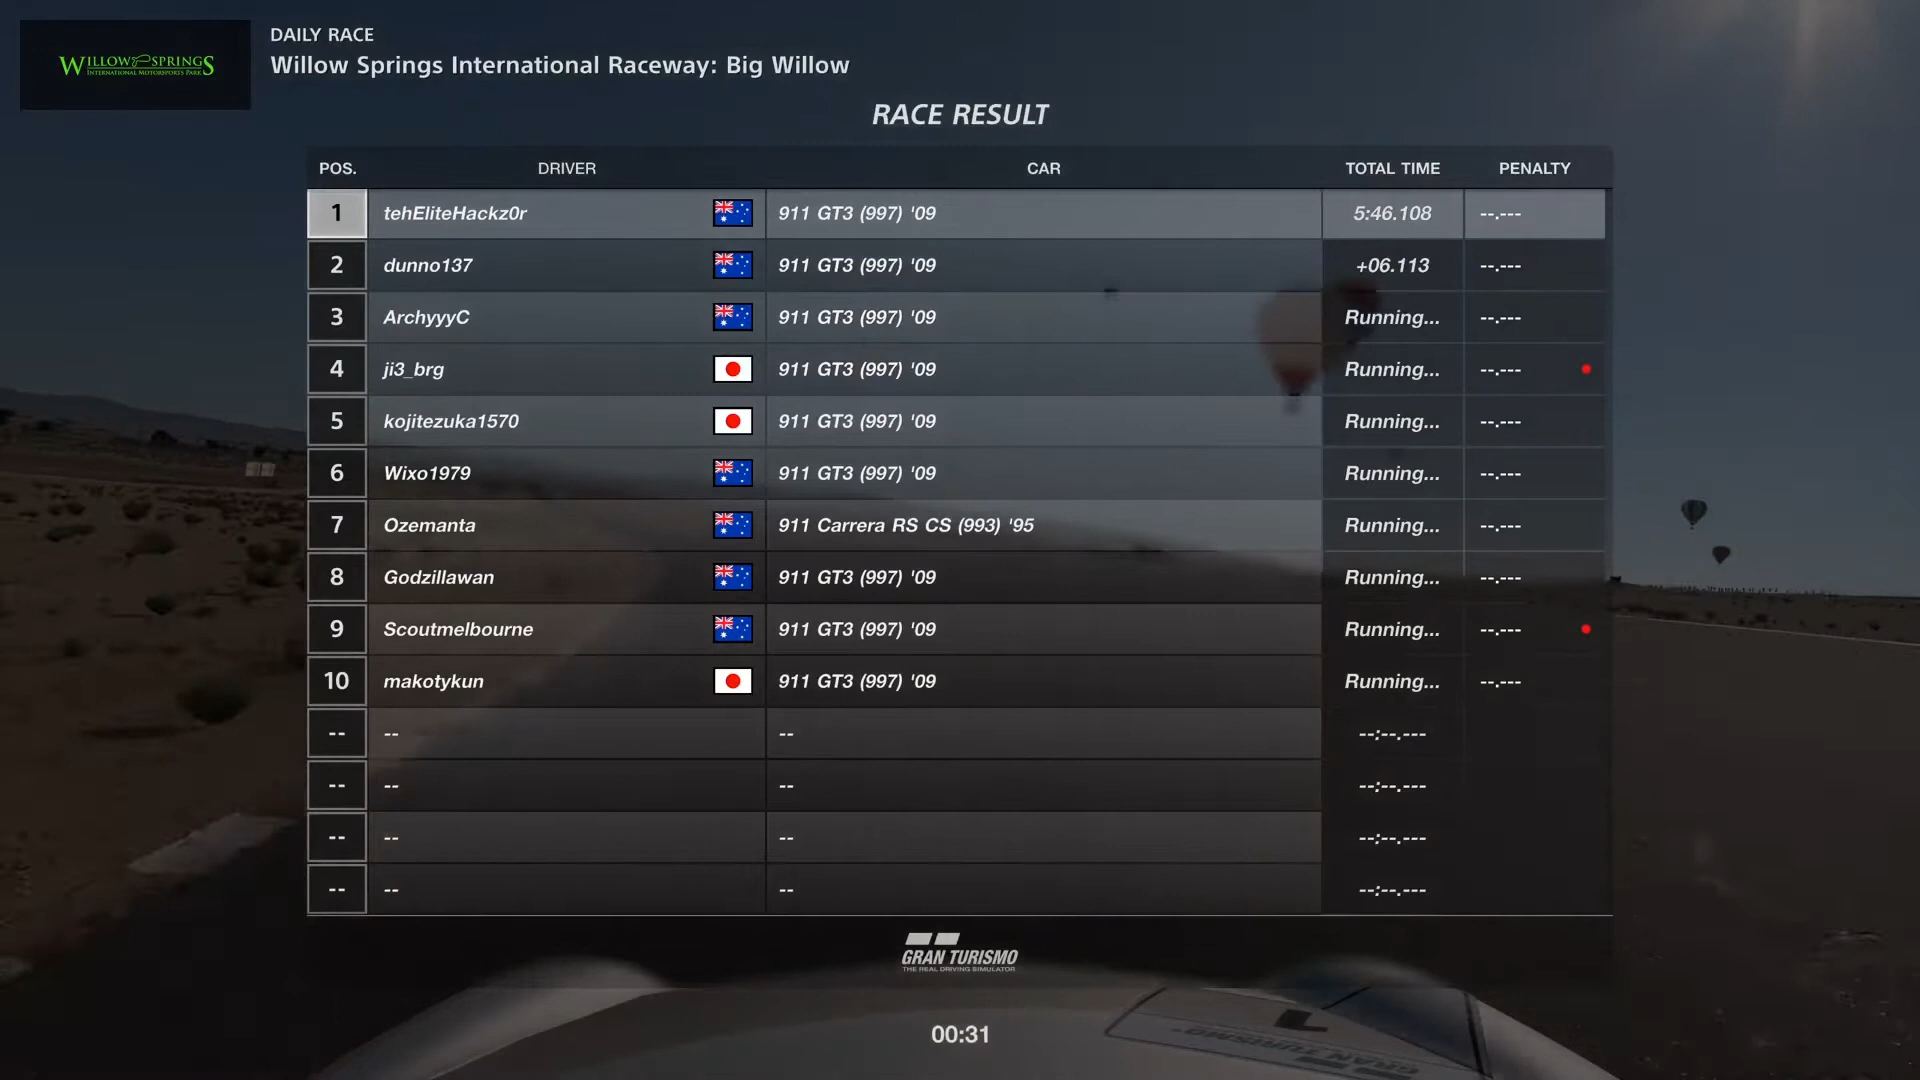 WILLOW SPRINGS
INTERNATIONAL MOTORSPORTS PARK
DAILY RACE
Willow Springs International Raceway: Big Willow
RACE RESULT
POS. DRIVER CAR TOTAL TIME PENALTY
1 tehEliteHackz0r 911 GT3 (997) '09 5:46.108 --.---
2 dunno137 911 GT3 (997) '09 +06.113 --.---
3 ArchyyyC 911 GT3 (997) '09 Running... --.---
4 ji3_brg 911 GT3 (997) '09 Running... --.---
5 kojitezuka1570 911 GT3 (997) '09 Running... --.---
6 Wixo1979 911 GT3 (997) '09 Running... --.---
7 Ozemanta 911 Carrera RS CS (993) '95 Running... --.---
8 Godzillawan 911 GT3 (997) '09 Running... --.---
9 Scoutmelbourne 911 GT3 (997) '09 Running... --.---
10 makotykun 911 GT3 (997) '09 Running... --.---
-- -- -- --:--.---
-- -- -- --:--.---
-- -- -- --:--.---
-- -- -- --:--.---
GRAN TURISMO
THE REAL DRIVING SIMULATOR
00:31
GRAN TURISMO